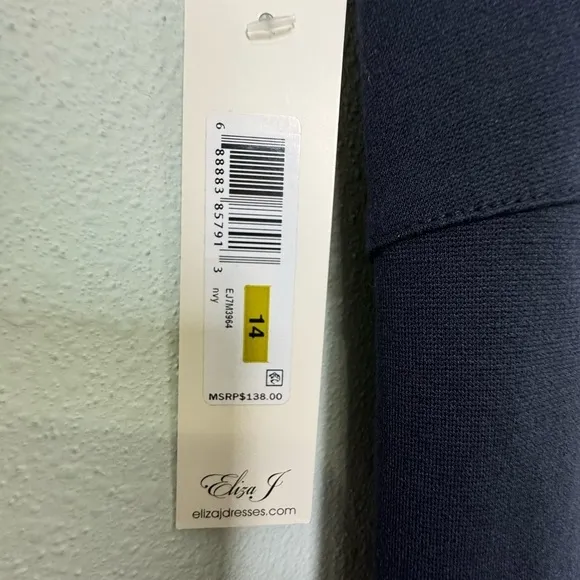 6 88883 85791 3
EJ7M3964
nvy
14
MSRP$138.00
Eliza J
elizajdresses.com